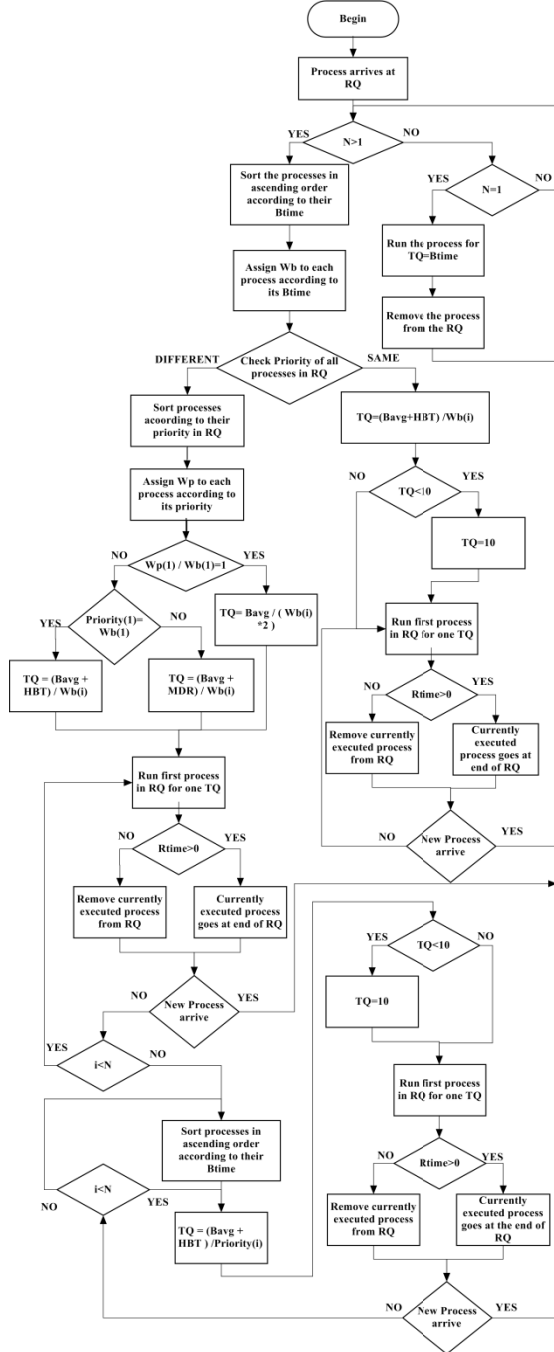 Begin
Process arrives at
RQ
N>1
YES
NO
Sort the processes in
ascending order
according to their
Btime
N=1
YES
NO
Run the process for
TQ=Btime
Assign Wb to each
process according to
its Btime
Remove the process
from the RQ
Check Priority of all
processes in RQ
DIFFERENT
SAME
Sort processes
acoording to their
priority in RQ
TQ=(Bavg+HBT) /Wb(i)
Assign Wp to each
process according to
its priority
NO
YES
TQ<10
TQ=10
NO
YES
Wp(1) / Wb(1)=1
Priority(1)=
Wb(1)
YES
NO
TQ= Bavg / ( Wb(i)
*2 )
TQ = (Bavg +
HBT) / Wb(i)
TQ = (Bavg +
MDR) / Wb(i)
Run first process
in RQ for one TQ
Rtime>0
NO
YES
Remove currently
executed process
from RQ
Currently
executed process
goes at
end of RQ
New Process
arrive
NO
YES
Run first process
in RQ for one TQ
Rtime>0
NO
YES
Remove currently
executed process
from RQ
Currently
executed process
goes at end of RQ
New Process
arrive
NO
YES
i<N
YES
NO
TQ<10
YES
NO
TQ=10
Run first process
in RQ for one TQ
Sort processes in
ascending order
according to their
Btime
i<N
NO
YES
TQ = (Bavg +
HBT ) /Priority(i)
Rtime>0
NO
YES
Remove currently
executed process
from RQ
Currently executed
process goes at the end of
RQ
New Process
arrive
NO
YES